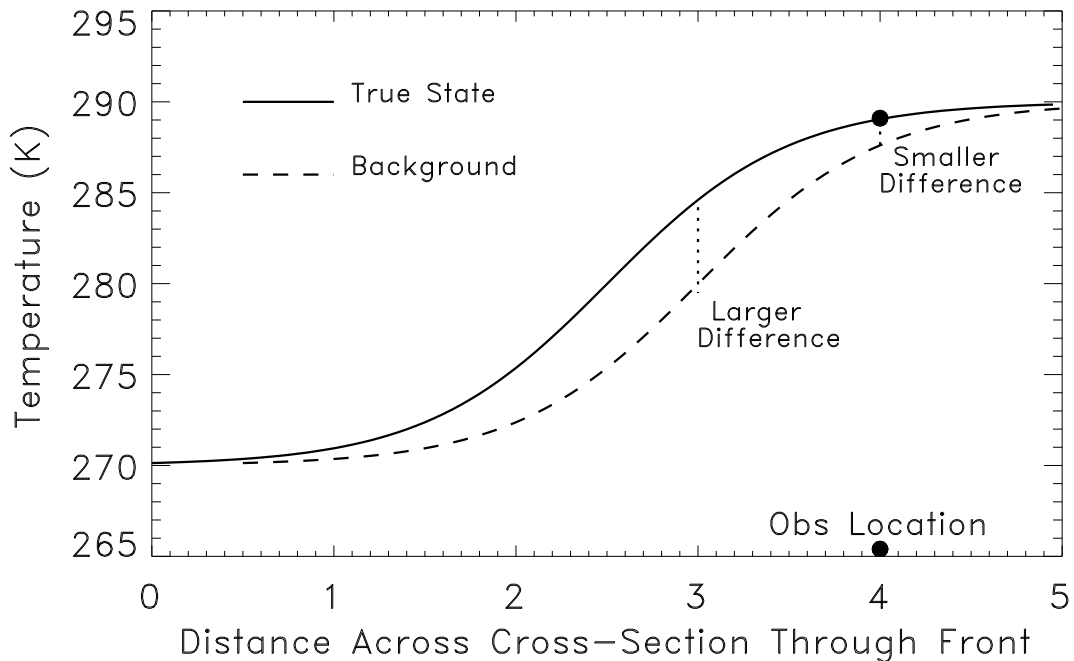 295
290
285
280
275
270
265
Temperature (K)
True State
Background
Smaller
Difference
Larger
Difference
Obs Location
0 1 2 3 4 5
Distance Across Cross-Section Through Front